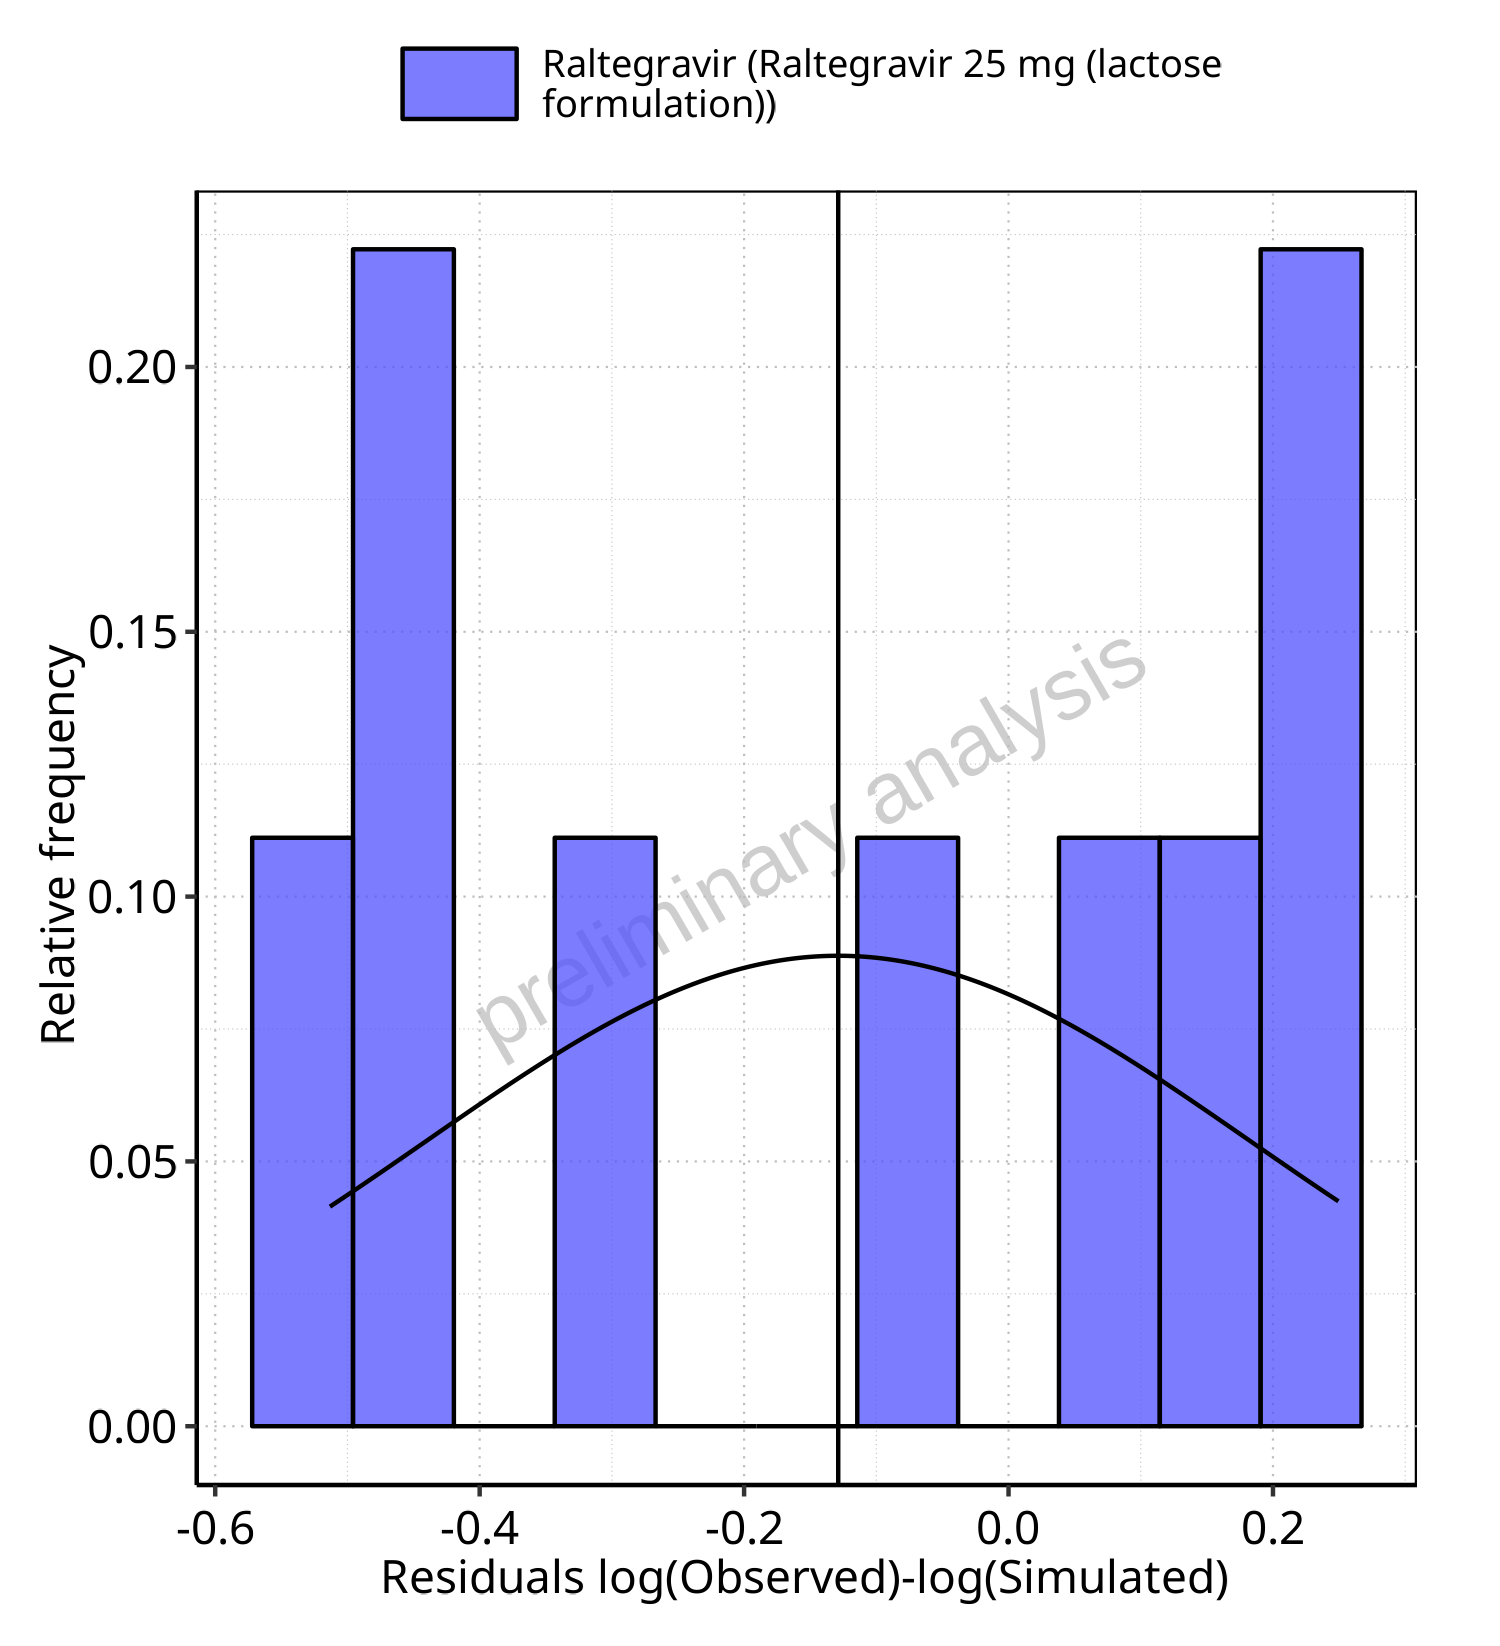 Raltegravir (Raltegravir 25 mg (lactose
formulation))
Relative frequency
0.20
0.15
0.10
0.05
0.00
preliminary analysis
-0.6 -0.4 -0.2 0.0 0.2
Residuals log(Observed)-log(Simulated)